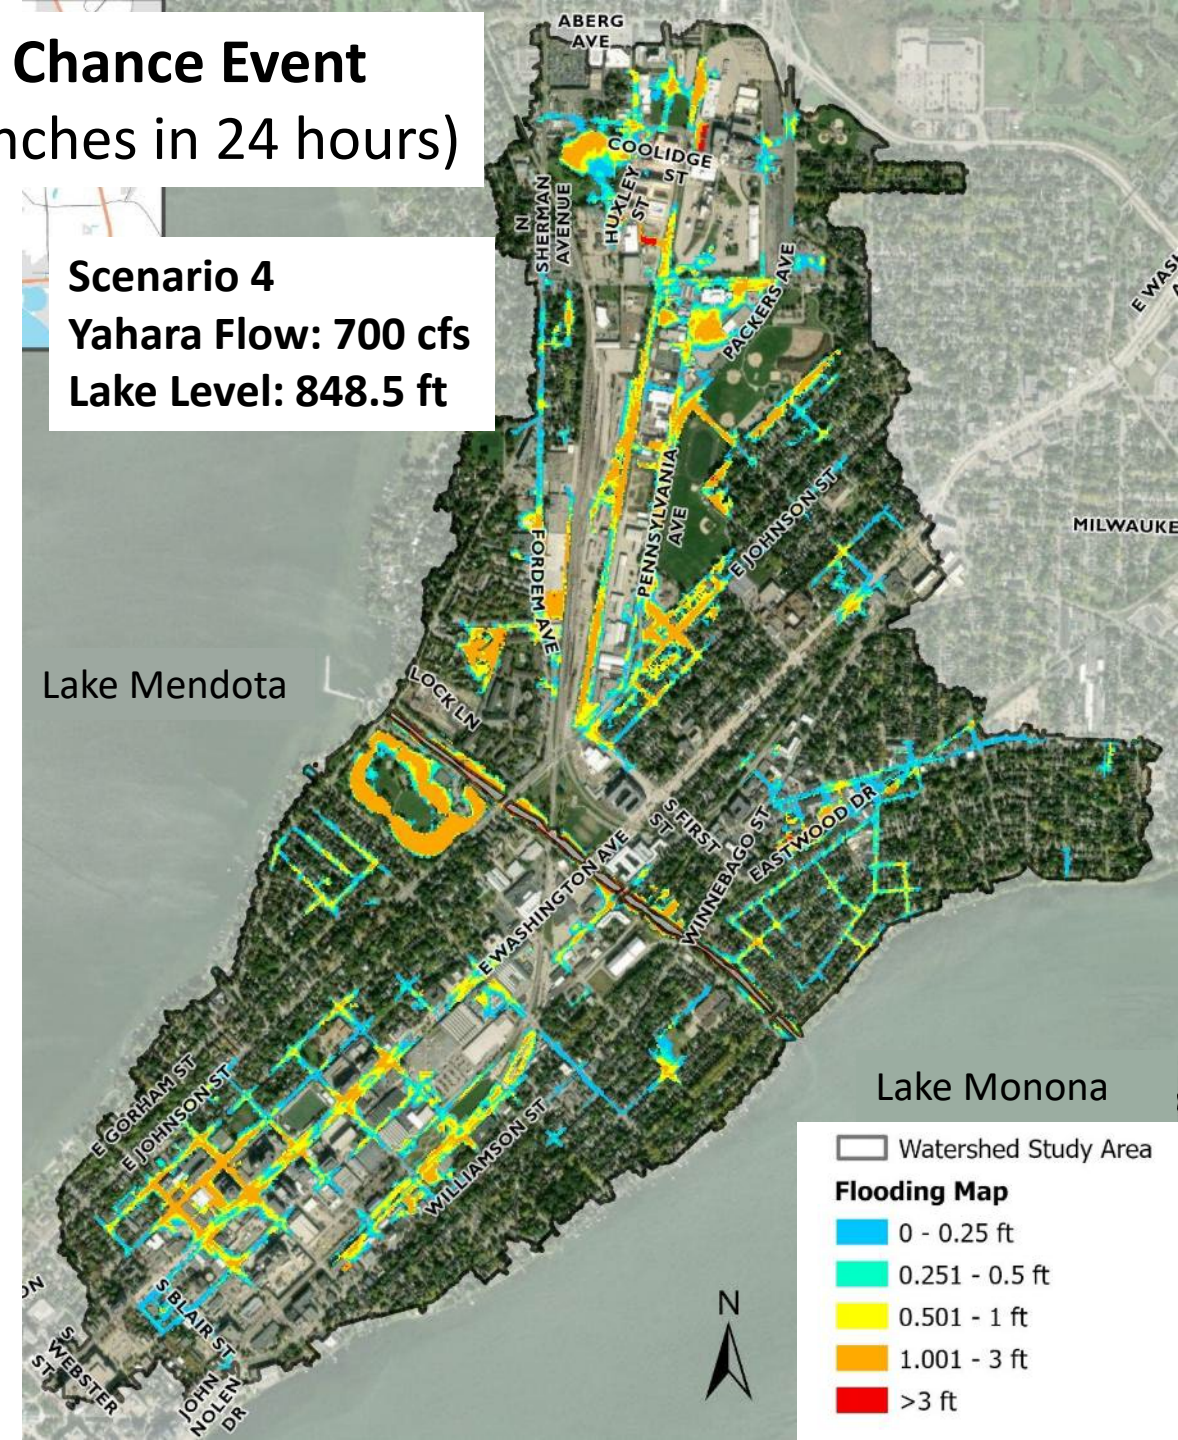 Chance Event
nches in 24 hours)
Scenario 4
Yahara Flow: 700 cfs
Lake Level: 848.5 ft
ABERG
AVE
COOLIDGE
ST
HUXLEY
ST
N
SHERMAN
AVENUE
PACKERS AVE
E WAS
MILWAUKE
PENNSYLVANIA
AVE
E JOHNSON ST
FORDEM AVE
Lake Mendota
LOCK LN
S FIRST
ST
WINNEBAGO ST
EASTWOOD DR
E WASHINGTON AVE
E GORHAM ST
E JOHNSON ST
WILLIAMSON ST
S BLAIR ST
ON
S
WEBSTER
ST
JOHN
NOLEN
DR
Lake Monona
N
Watershed Study Area
Flooding Map
0 - 0.25 ft
0.251 - 0.5 ft
0.501 - 1 ft
1.001 - 3 ft
>3 ft